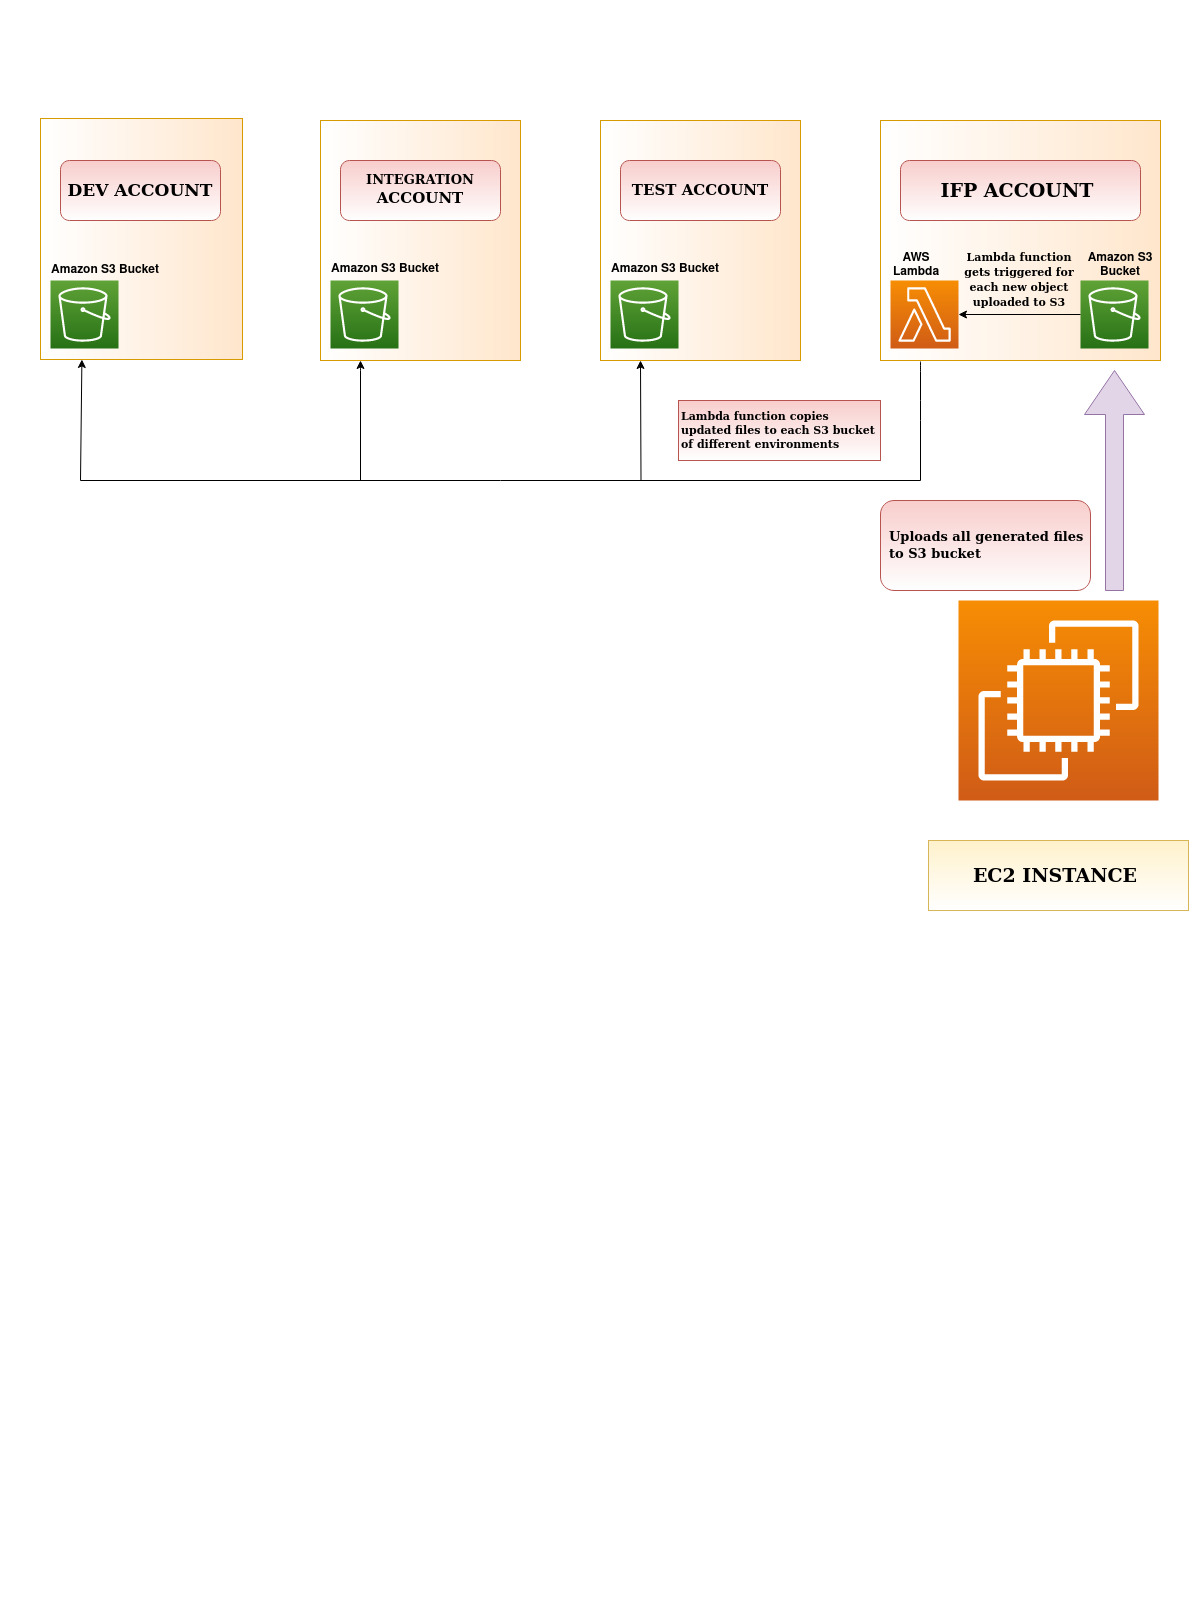 DEV ACCOUNT
INTEGRATION
ACCOUNT
TEST ACCOUNT
IFP ACCOUNT
Amazon S3 Bucket
Amazon S3 Bucket
Amazon S3 Bucket
AWS
Lambda
Lambda function
gets triggered for
each new object
uploaded to S3
Amazon S3
Bucket
Lambda function copies
updated files to each S3 bucket
of different environments
Uploads all generated files
to S3 bucket
EC2 INSTANCE